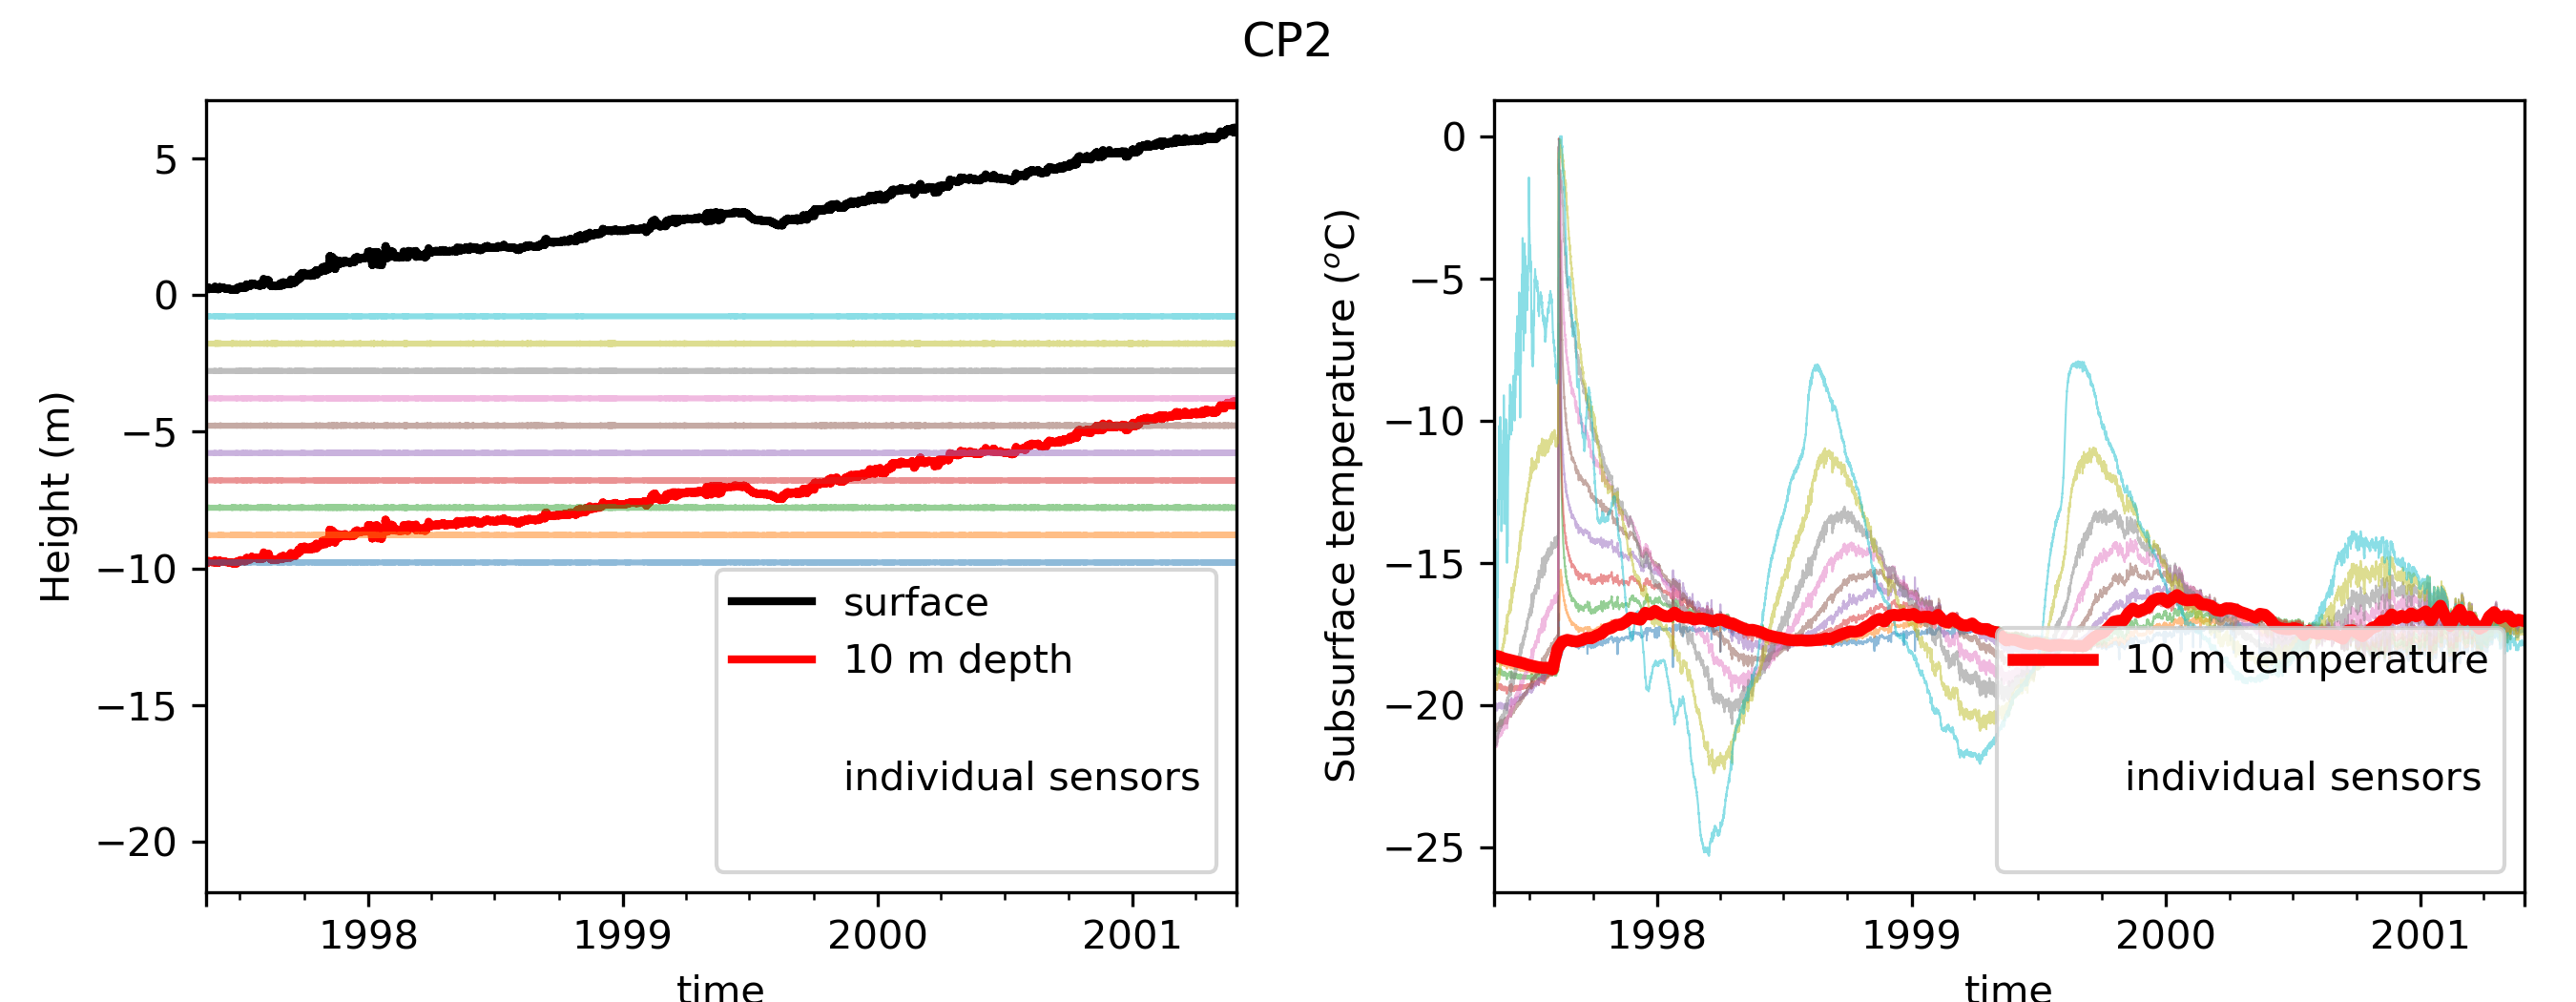 CP2
Height (m)
5
0
−5
−10
−15
−20
surface
10 m depth
individual sensors
1998
1999
2000
2001
time
Subsurface temperature (°C)
0
−5
−10
−15
−20
−25
10 m temperature
individual sensors
1998
1999
2000
2001
time